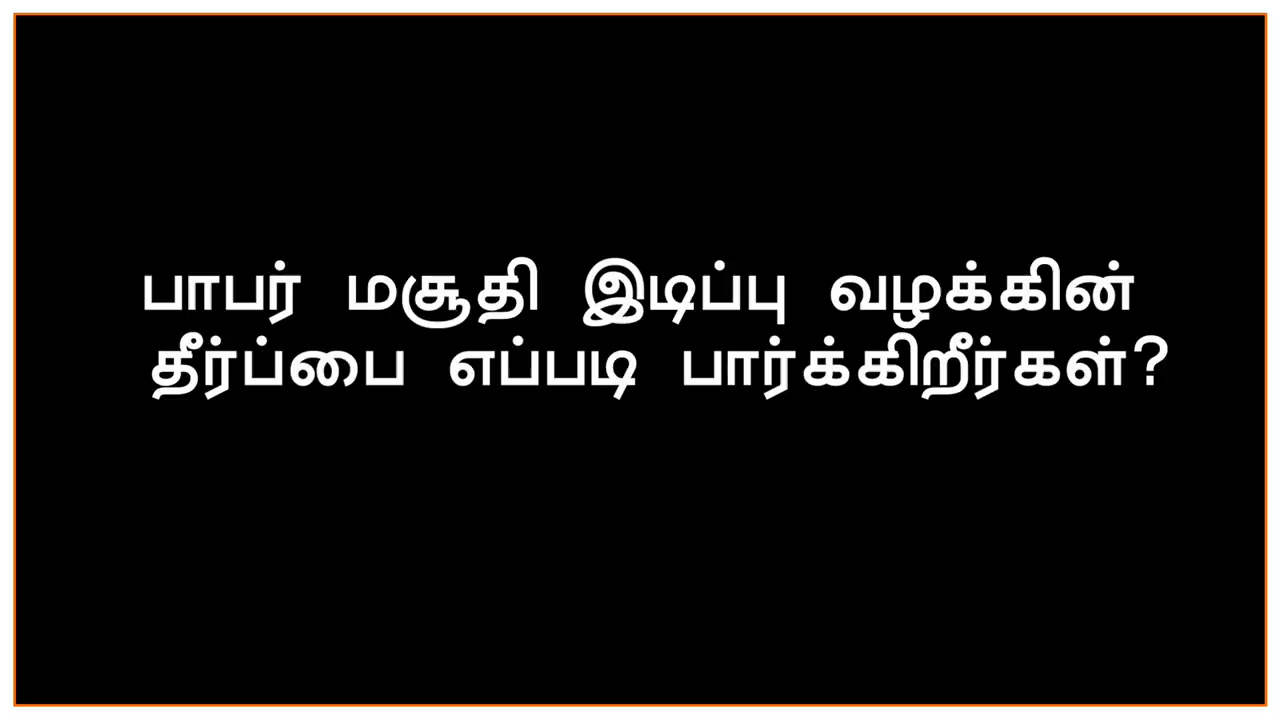 பாபர் மசூதி இடிப்பு வழக்கின்
தீர்ப்பை எப்படி பார்க்கிறீர்கள்?